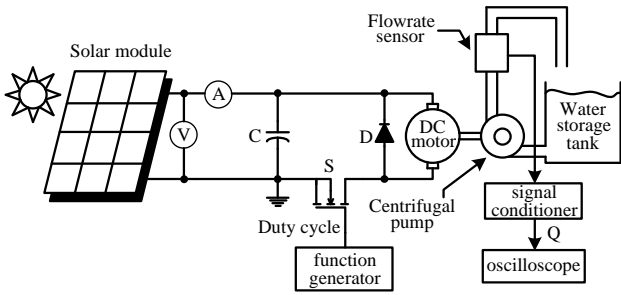 Flowrate
sensor
Solar module
A
V
C
D
DC
motor
Water
storage
tank
S
Duty cycle
Centrifugal
pump
signal
conditioner
Q
function
generator
oscilloscope